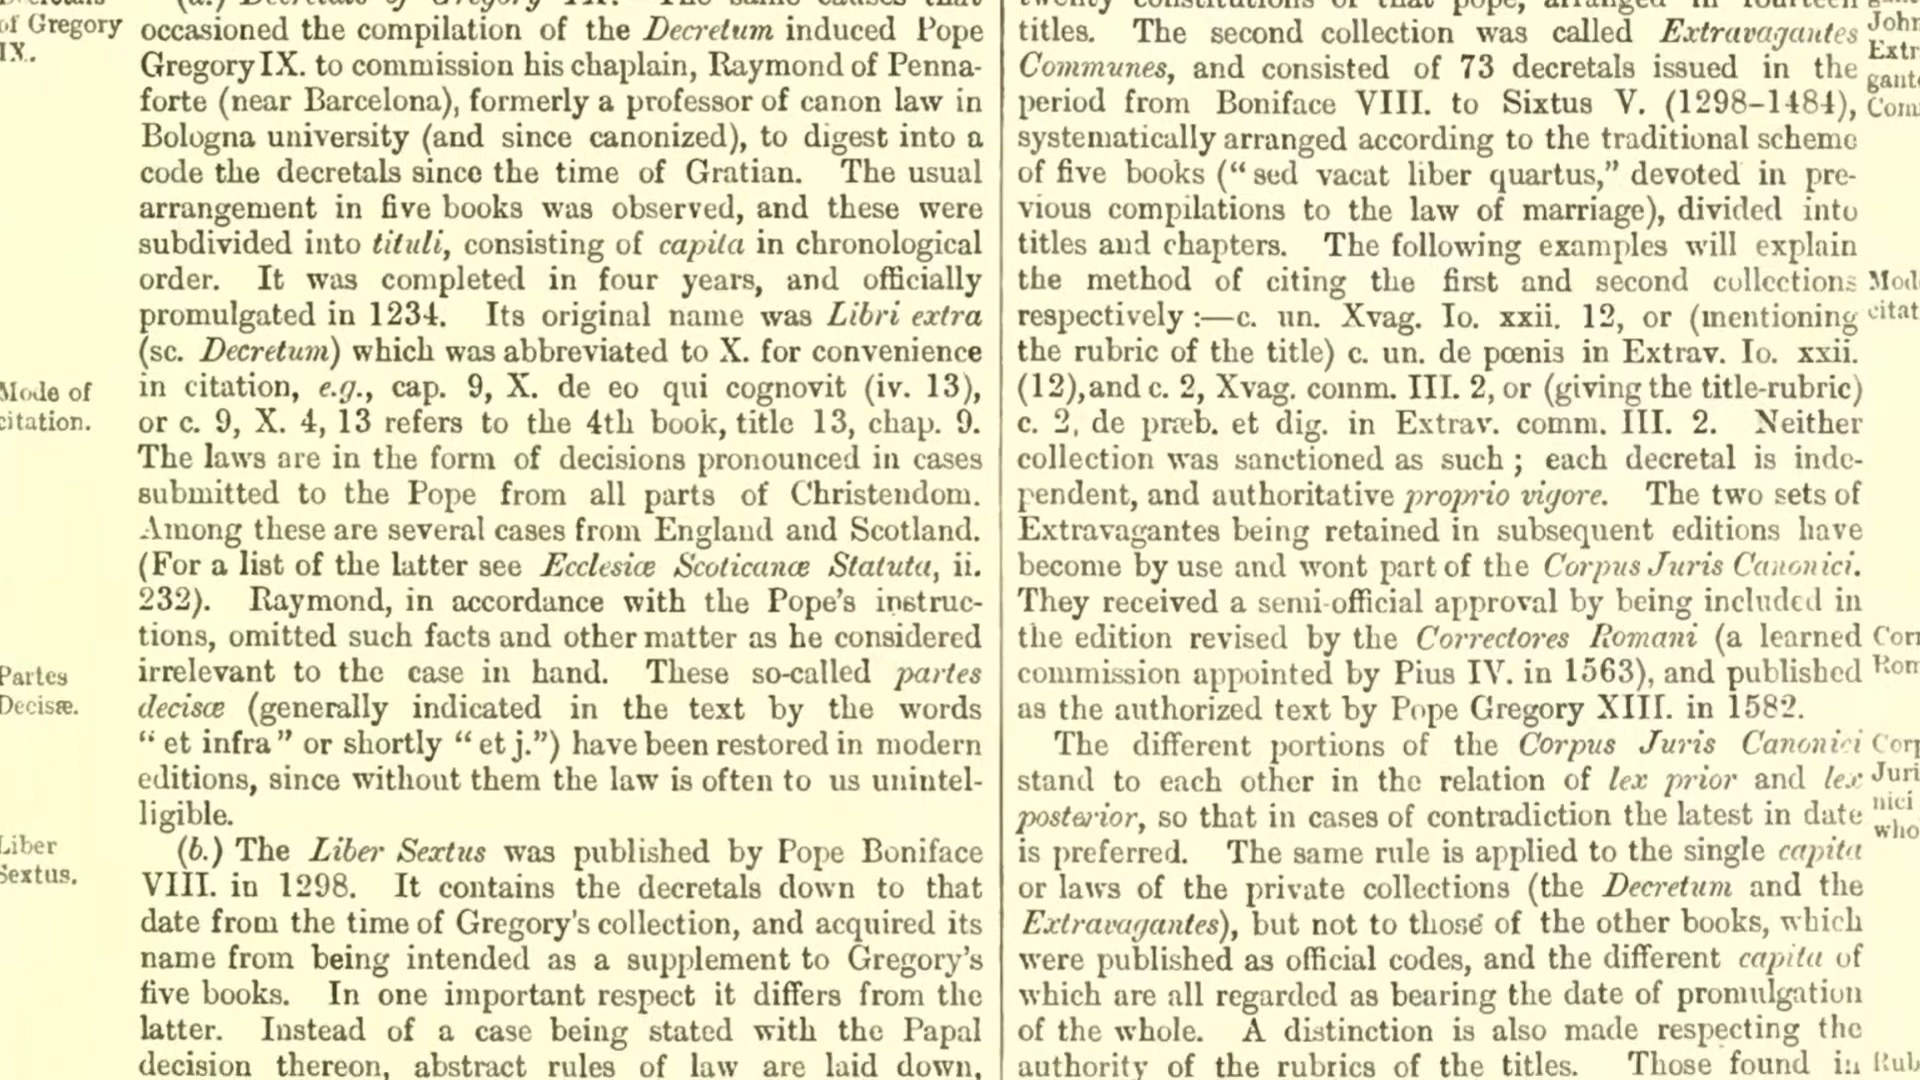 of Gregory
IX.
occasioned the compilation of the Decretum induced Pope
Gregory IX. to commission his chaplain, Raymond of Penna-
forte (near Barcelona), formerly a professor of canon law in
Bologna university (and since canonized), to digest into a
code the decretals since the time of Gratian. The usual
arrangement in five books was observed, and these were
subdivided into tituli, consisting of capita in chronological
order. It was completed in four years, and officially
promulgated in 1234. Its original name was Libri extra
(sc. Decretum) which was abbreviated to X. for convenience
Mode of
citation.
in citation, e.g., cap. 9, X. de eo qui cognovit (iv. 13),
or c. 9, X. 4, 13 refers to the 4th book, title 13, chap. 9.
The laws are in the form of decisions pronounced in cases
submitted to the Pope from all parts of Christendom.
Among these are several cases from England and Scotland.
(For a list of the latter see Ecclesiæ Scoticanæ Statuta, ii.
232). Raymond, in accordance with the Pope's instruc-
tions, omitted such facts and other matter as he considered
Partes
Decisæ.
irrelevant to the case in hand. These so-called partes
decisæ (generally indicated in the text by the words
“et infra” or shortly “et j.”) have been restored in modern
editions, since without them the law is often to us unintel-
ligible.
Liber
Sextus.
(b.) The Liber Sextus was published by Pope Boniface
VIII. in 1298. It contains the decretals down to that
date from the time of Gregory's collection, and acquired its
name from being intended as a supplement to Gregory's
five books. In one important respect it differs from the
latter. Instead of a case being stated with the Papal
decision thereon, abstract rules of law are laid down,
twenty constitutions of that pope, arranged in fourteen
titles. The second collection was called Extravagantes
Communes, and consisted of 73 decretals issued in the
period from Boniface VIII. to Sixtus V. (1298–1484),
systematically arranged according to the traditional scheme
of five books (“sed vacat liber quartus,” devoted in pre-
vious compilations to the law of marriage), divided into
titles and chapters. The following examples will explain
the method of citing the first and second collections
respectively:—c. un. Xvag. Io. xxii. 12, or (mentioning
the rubric of the title) c. un. de pœnis in Extrav. Io. xxii.
(12), and c. 2, Xvag. comm. III. 2, or (giving the title-rubric)
c. 2, de præb. et dig. in Extrav. comm. III. 2. Neither
collection was sanctioned as such; each decretal is inde-
pendent, and authoritative proprio vigore. The two sets of
Extravagantes being retained in subsequent editions have
become by use and wont part of the Corpus Juris Canonici.
They received a semi-official approval by being included in
the edition revised by the Correctores Romani (a learned
commission appointed by Pius IV. in 1563), and published
as the authorized text by Pope Gregory XIII. in 1582.
The different portions of the Corpus Juris Canonici
stand to each other in the relation of lex prior and lex
posterior, so that in cases of contradiction the latest in date
is preferred. The same rule is applied to the single capita
or laws of the private collections (the Decretum and the
Extravagantes), but not to those of the other books, which
were published as official codes, and the different capita of
which are all regarded as bearing the date of promulgation
of the whole. A distinction is also made respecting the
authority of the rubrics of the titles. Those found in
John
Extr
gante
Com
Mod
citat
Corr
Rom
Corp
Juri
nici
who
Rub